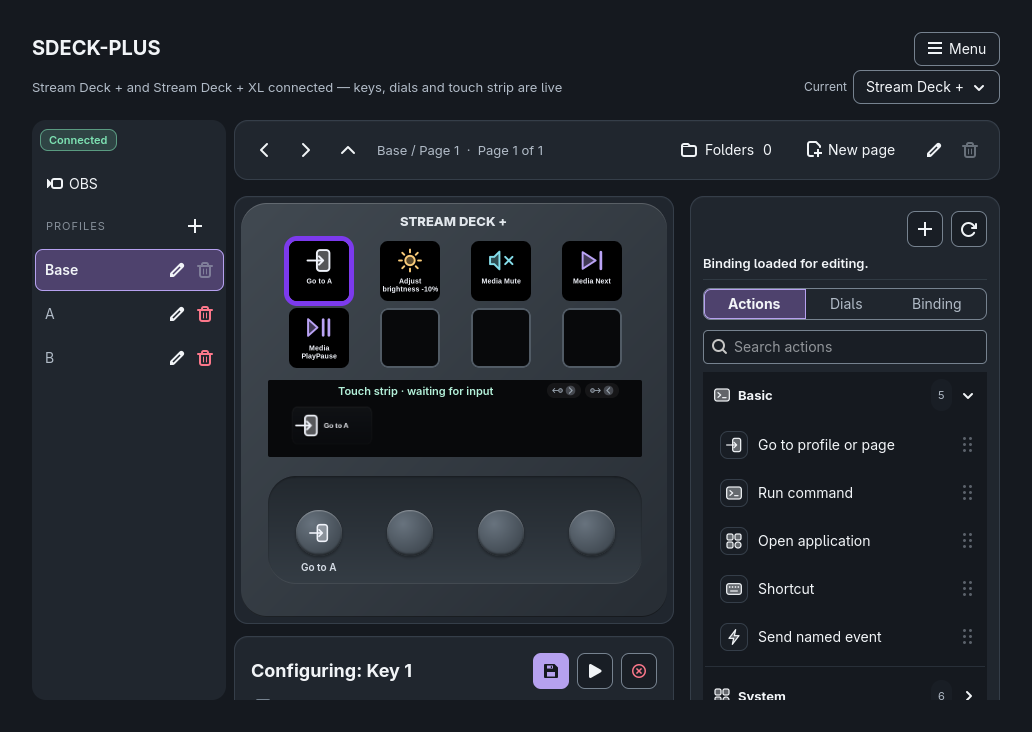 SDECK-PLUS
Menu
Stream Deck + and Stream Deck + XL connected — keys, dials and touch strip are live
Current
Stream Deck +
Connected
OBS
PROFILES
Base
A
B
Base / Page 1 · Page 1 of 1
Folders 0
New page
STREAM DECK +
Go to A
Adjust
brightness -10%
Media Mute
Media Next
Media
PlayPause
Touch strip · waiting for input
Go to A
Go to A
Configuring: Key 1
Binding loaded for editing.
Actions
Dials
Binding
Search actions
Basic
5
Go to profile or page
Run command
Open application
Shortcut
Send named event
System
6